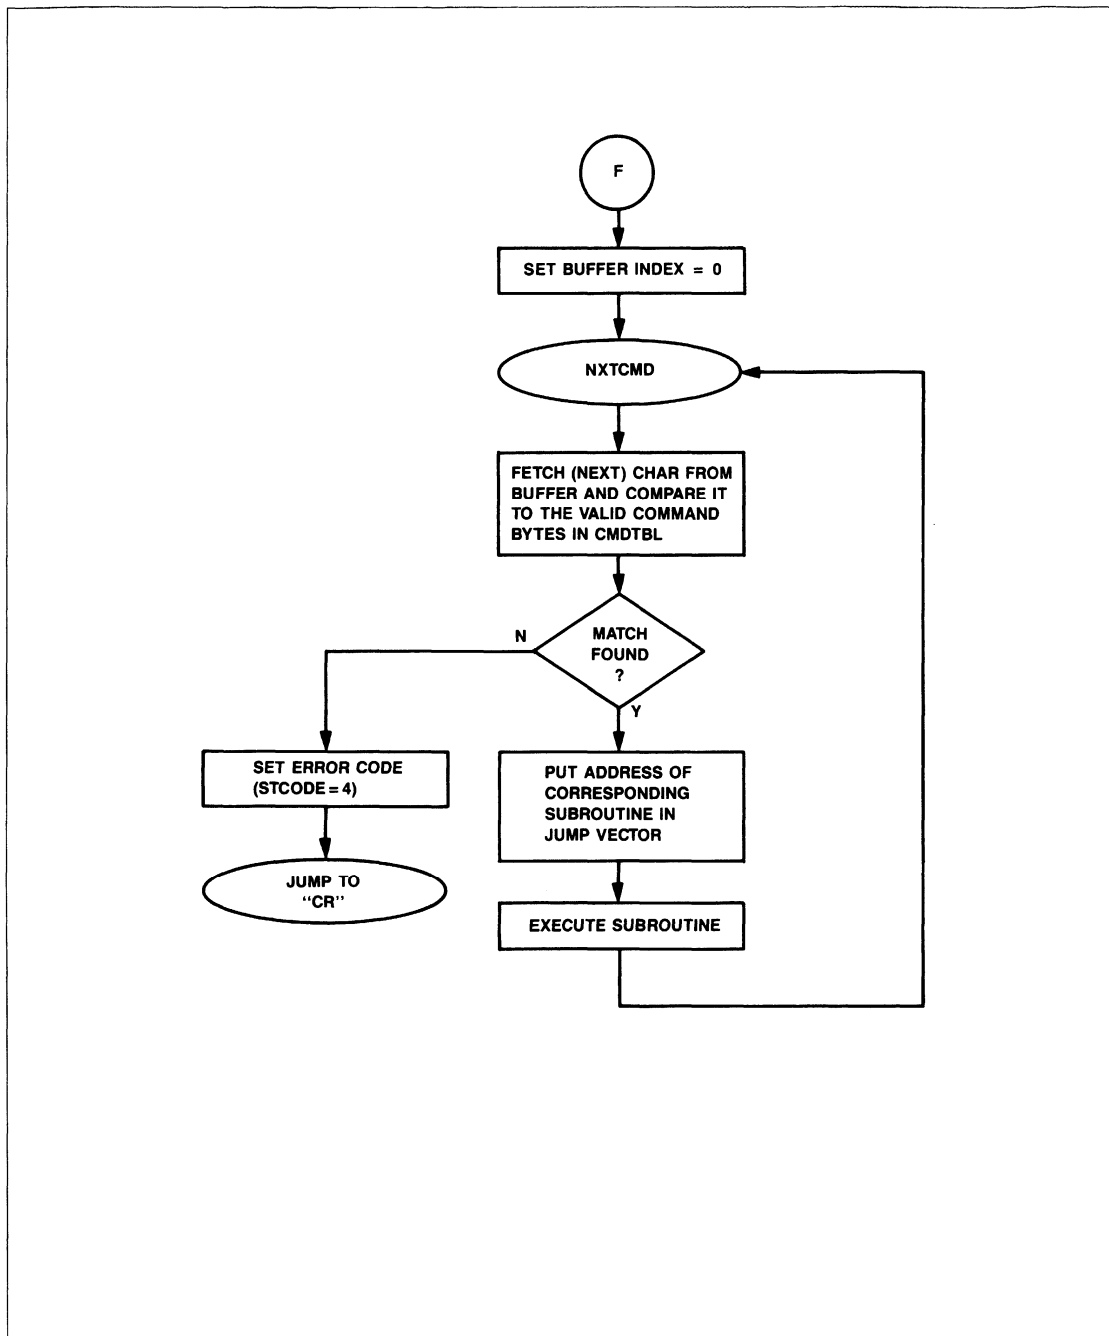 F
SET BUFFER INDEX = 0
NXTCMD
FETCH (NEXT) CHAR FROM
BUFFER AND COMPARE IT
TO THE VALID COMMAND
BYTES IN CMDTBL
MATCH
FOUND
?
N
Y
SET ERROR CODE
(STCODE = 4)
JUMP TO
“CR”
PUT ADDRESS OF
CORRESPONDING
SUBROUTINE IN
JUMP VECTOR
EXECUTE SUBROUTINE